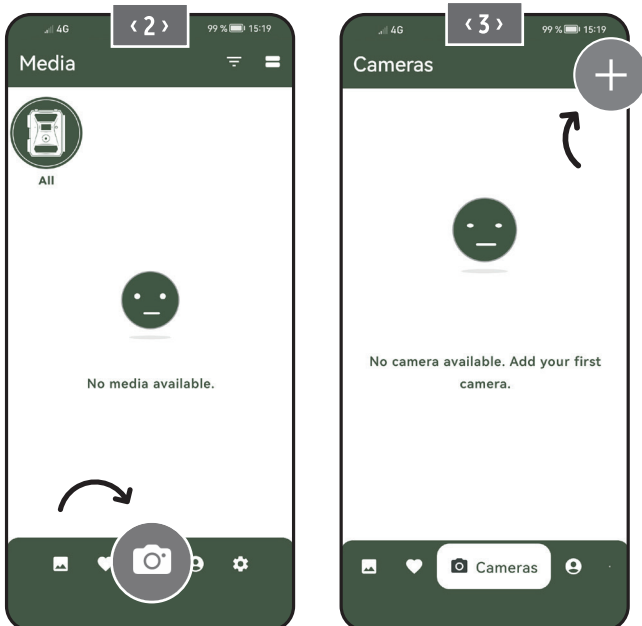 4G
‹2›
99 % 15:19
Media
All
No media available.
4G
‹3›
99 % 15:19
Cameras
No camera available. Add your first
camera.
Cameras